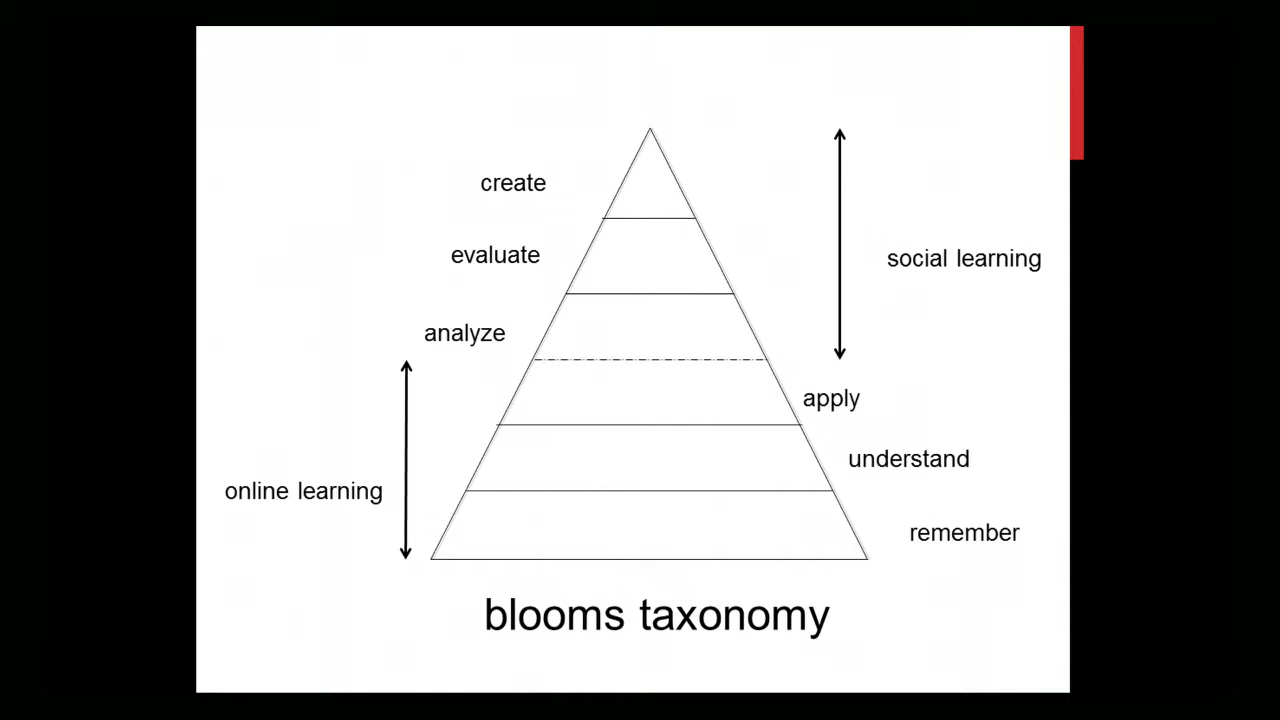 create
evaluate
social learning
analyze
apply
understand
online learning
remember
blooms taxonomy